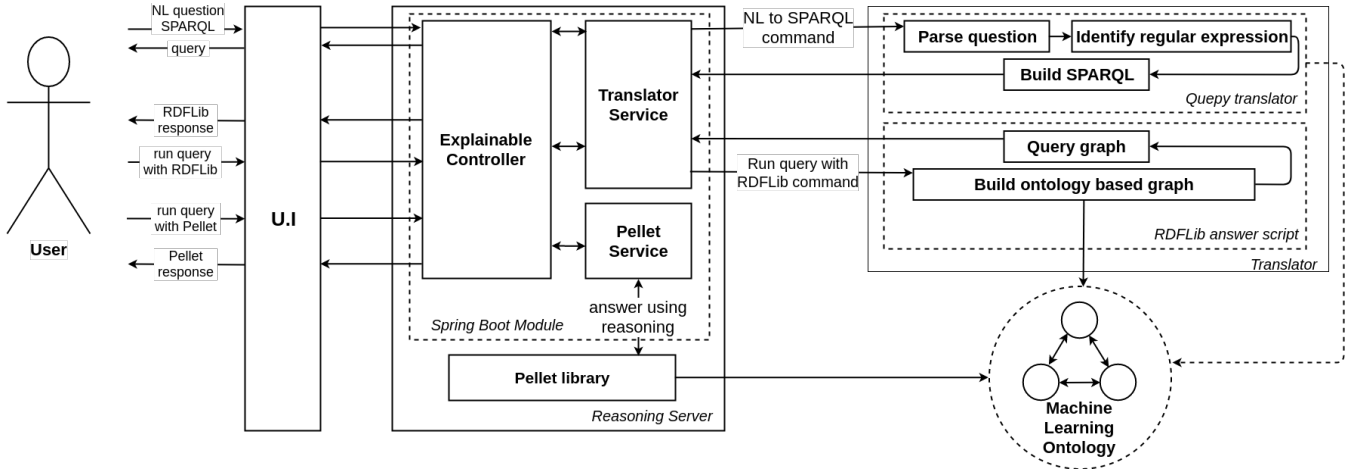 NL question
SPARQL
query
RDFLib
response
run query
with RDFLib
run query
with Pellet
Pellet
response
User
U.I
Explainable
Controller
Translator
Service
Pellet
Service
answer using
reasoning
Spring Boot Module
Pellet library
Reasoning Server
NL to SPARQL
command
Run query with
RDFLib command
Parse question
Identify regular expression
Build SPARQL
Quepy translator
Query graph
Build ontology based graph
RDFLib answer script
Translator
Machine
Learning
Ontology